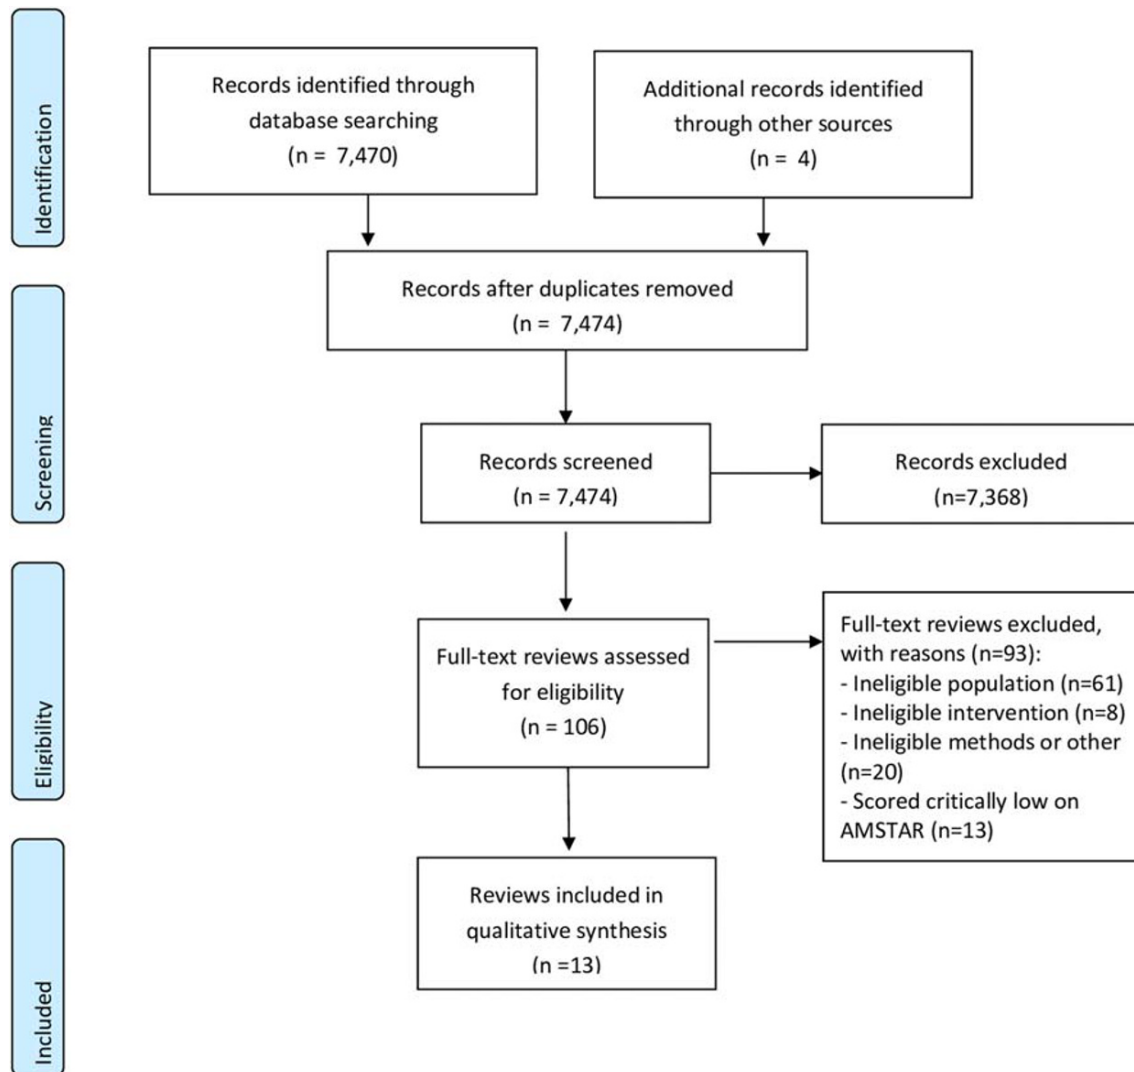 Identification
Records identified through
database searching
(n = 7,470)
Additional records identified
through other sources
(n = 4)
Records after duplicates removed
(n = 7,474)
Screening
Records screened
(n = 7,474)
Records excluded
(n=7,368)
Eligibility
Full-text reviews assessed
for eligibility
(n = 106)
Full-text reviews excluded,
with reasons (n=93):
- Ineligible population (n=61)
- Ineligible intervention (n=8)
- Ineligible methods or other
(n=20)
- Scored critically low on
AMSTAR (n=13)
Included
Reviews included in
qualitative synthesis
(n =13)